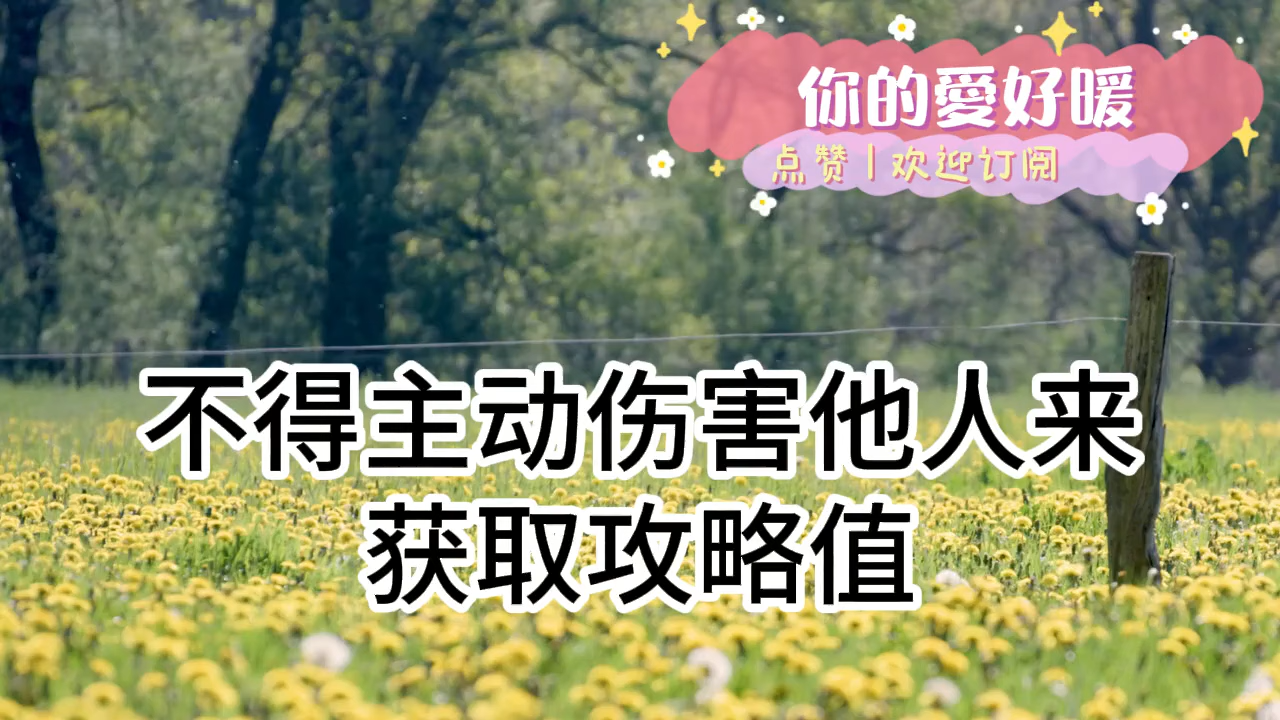 你的愛好暖
点赞 | 欢迎订阅
不得主动伤害他人来
获取攻略值